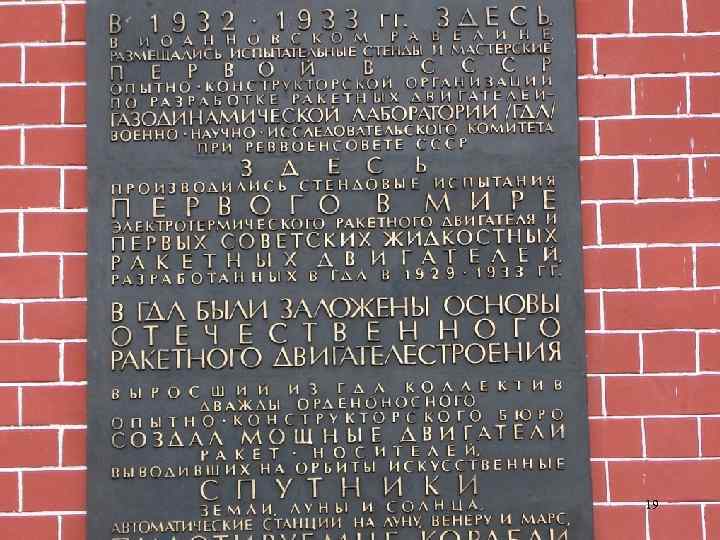 В 1932 · 1933 ГГ. ЗДЕСЬ,
В ИОАННОВСКОМ РАВЕЛИНЕ,
РАЗМЕЩАЛИСЬ ИСПЫТАТЕЛЬНЫЕ СТЕНДЫ И МАСТЕРСКИЕ
ПЕРВОЙ В СССР
ОПЫТНО·КОНСТРУКТОРСКОЙ ОРГАНИЗАЦИИ
ПО РАЗРАБОТКЕ РАКЕТНЫХ ДВИГАТЕЛЕЙ–
ГАЗОДИНАМИЧЕСКОЙ ЛАБОРАТОРИИ /ГДЛ/
ВОЕННО·НАУЧНО·ИССЛЕДОВАТЕЛЬСКОГО КОМИТЕТА
ПРИ РЕВВОЕНСОВЕТЕ СССР
ЗДЕСЬ
ПРОИЗВОДИЛИСЬ СТЕНДОВЫЕ ИСПЫТАНИЯ
ПЕРВОГО В МИРЕ
ЭЛЕКТРОТЕРМИЧЕСКОГО РАКЕТНОГО ДВИГАТЕЛЯ И
ПЕРВЫХ СОВЕТСКИХ ЖИДКОСТНЫХ
РАКЕТНЫХ ДВИГАТЕЛЕЙ,
РАЗРАБОТАННЫХ В ГДЛ В 1929 · 1933 ГГ.
В ГДЛ БЫЛИ ЗАЛОЖЕНЫ ОСНОВЫ
ОТЕЧЕСТВЕННОГО
РАКЕТНОГО ДВИГАТЕЛЕСТРОЕНИЯ
ВЫРОСШИЙ ИЗ ГДЛ КОЛЛЕКТИВ
ДВАЖДЫ ОРДЕНОНОСНОГО
ОПЫТНО·КОНСТРУКТОРСКОГО БЮРО
СОЗДАЛ МОЩНЫЕ ДВИГАТЕЛИ
РАКЕТ · НОСИТЕЛЕЙ,
ВЫВОДИВШИХ НА ОРБИТЫ ИСКУССТВЕННЫЕ
СПУТНИКИ
ЗЕМЛИ, ЛУНЫ И СОЛНЦА,
АВТОМАТИЧЕСКИЕ СТАНЦИИ НА ЛУНУ, ВЕНЕРУ И МАРС,
ПИЛОТИРУЕМЫЕ КОРАБЛИ
19